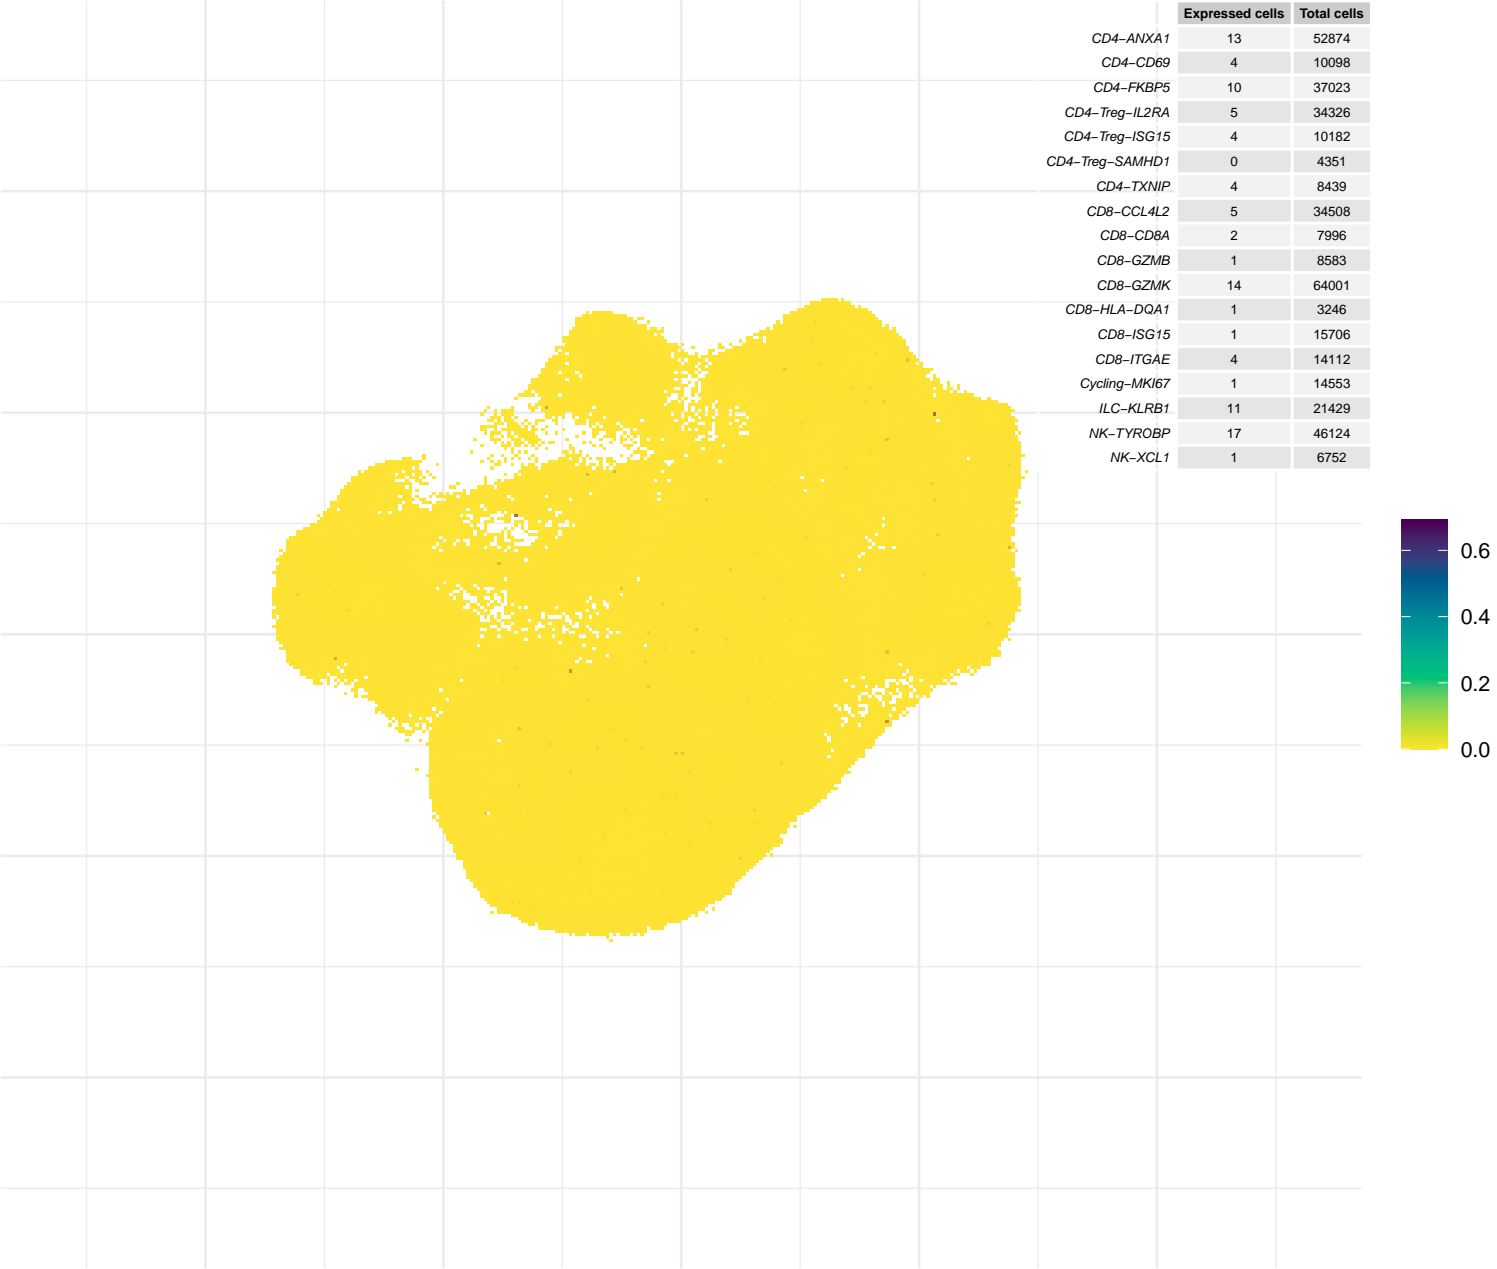 Expressed cells Total cells
CD4−ANXA1 13 52874
CD4−CD69 4 10098
CD4−FKBP5 10 37023
CD4−Treg−IL2RA 5 34326
CD4−Treg−ISG15 4 10182
CD4−Treg−SAMHD1 0 4351
CD4−TXNIP 4 8439
CD8−CCL4L2 5 34508
CD8−CD8A 2 7996
CD8−GZMB 1 8583
CD8−GZMK 14 64001
CD8−HLA−DQA1 1 3246
CD8−ISG15 1 15706
CD8−ITGAE 4 14112
Cycling−MKI67 1 14553
ILC−KLRB1 11 21429
NK−TYROBP 17 46124
NK−XCL1 1 6752
0.6
0.4
0.2
0.0